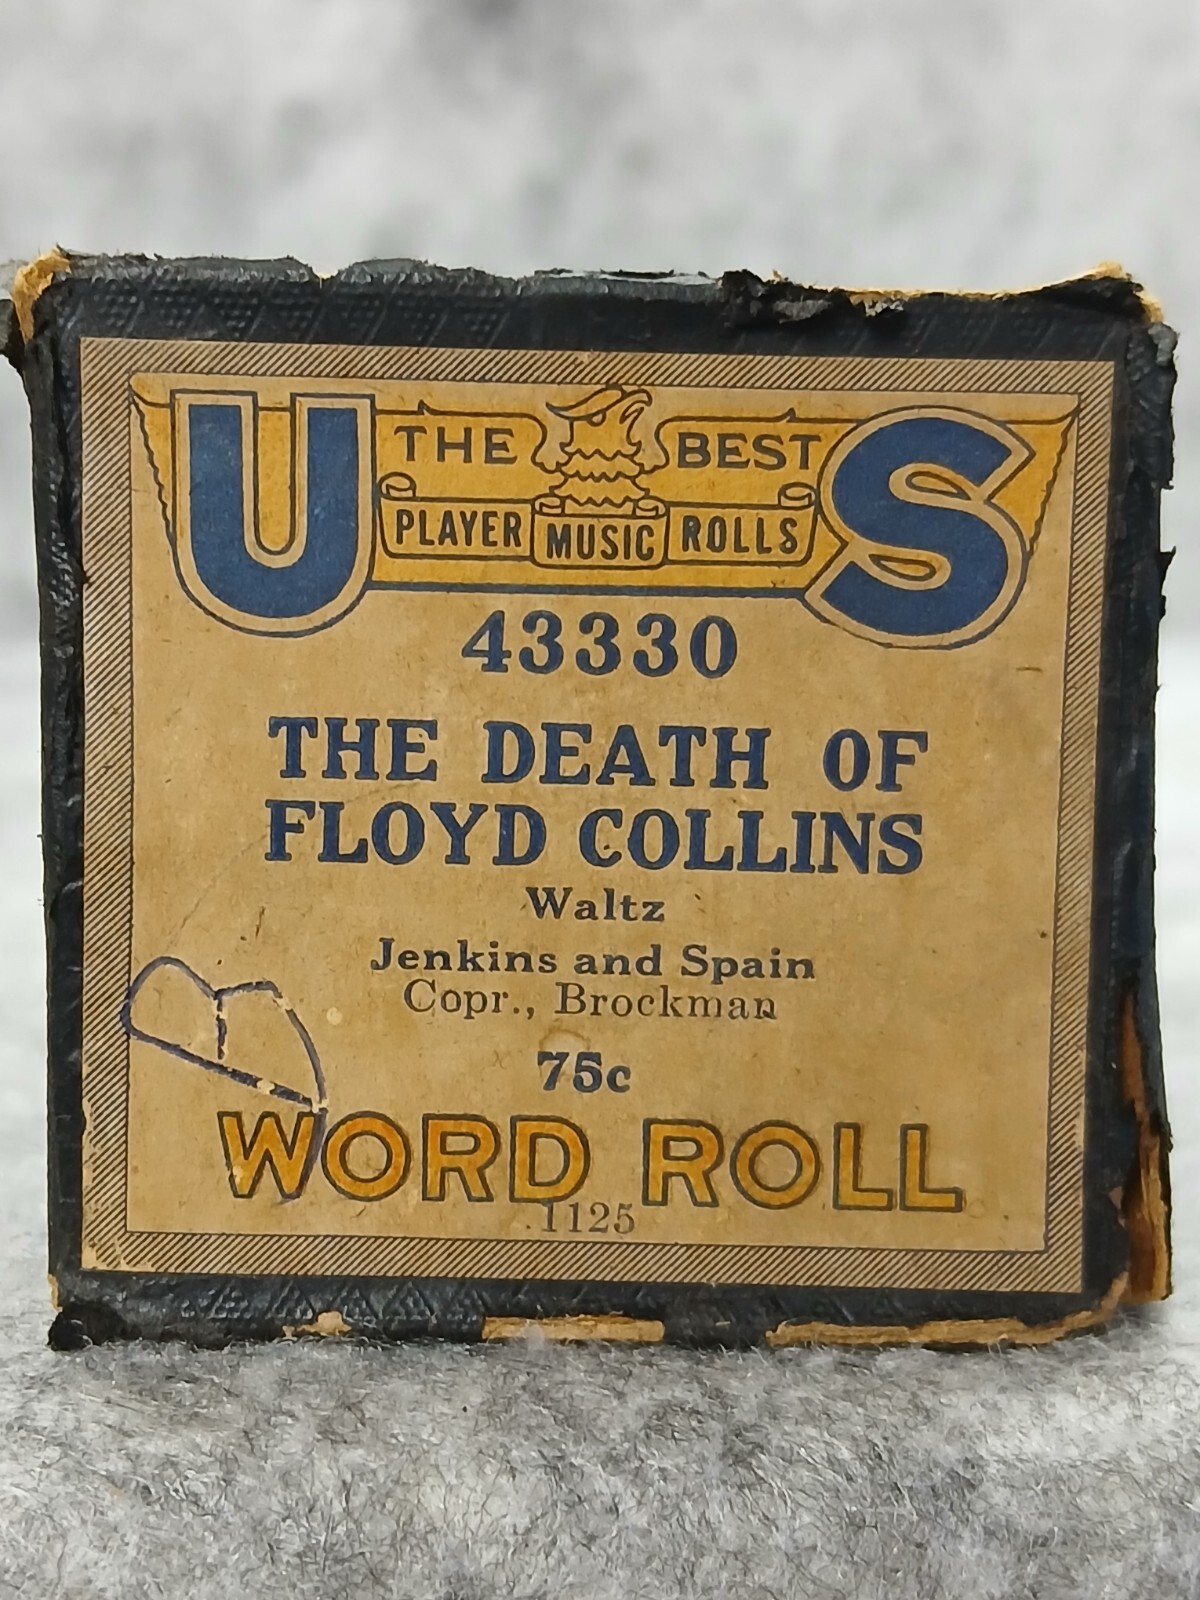 U THE BEST S
PLAYER MUSIC ROLLS
43330
THE DEATH OF
FLOYD COLLINS
Waltz
Jenkins and Spain
Copr., Brockman
75c
WORD ROLL
1125